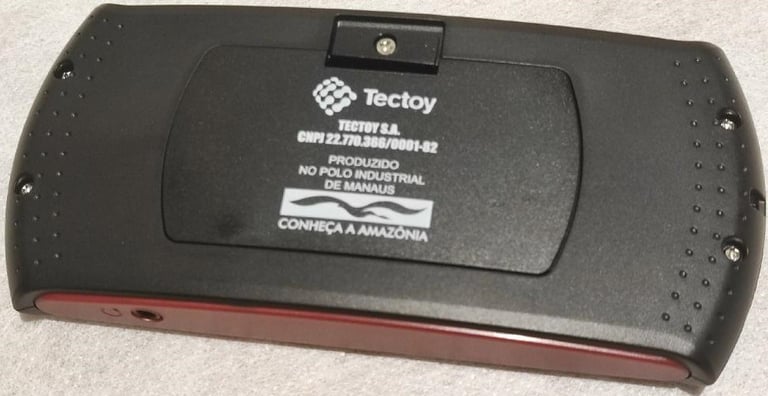 Tectoy
TECTOY S.A.
CNPJ 22.770.366/0001-82
PRODUZIDO
NO POLO INDUSTRIAL
DE MANAUS
CONHEÇA A AMAZÔNIA